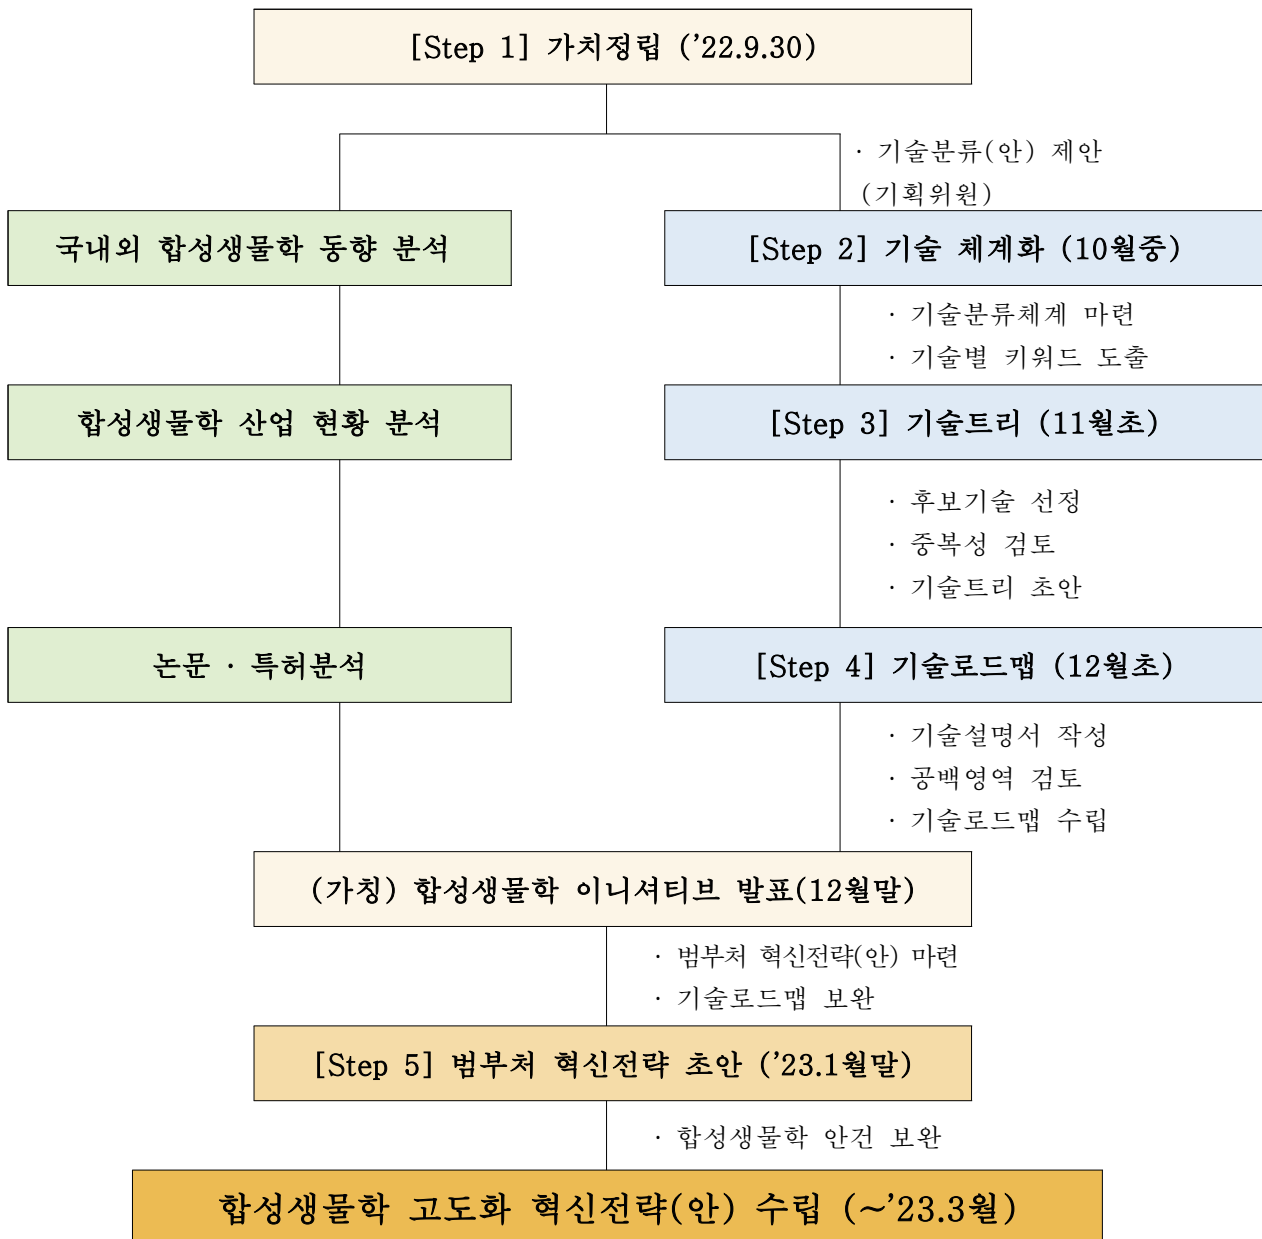 [Step 1] 가치정립 (’22.9.30)
· 기술분류(안) 제안
(기획위원)
국내외 합성생물학 동향 분석
[Step 2] 기술 체계화 (10월중)
· 기술분류체계 마련
· 기술별 키워드 도출
합성생물학 산업 현황 분석
[Step 3] 기술트리 (11월초)
· 후보기술 선정
· 중복성 검토
· 기술트리 초안
논문 · 특허분석
[Step 4] 기술로드맵 (12월초)
· 기술설명서 작성
· 공백영역 검토
· 기술로드맵 수립
(가칭) 합성생물학 이니셔티브 발표(12월말)
· 범부처 혁신전략(안) 마련
· 기술로드맵 보완
[Step 5] 범부처 혁신전략 초안 (’23.1월말)
· 합성생물학 안건 보완
합성생물학 고도화 혁신전략(안) 수립 (~’23.3월)